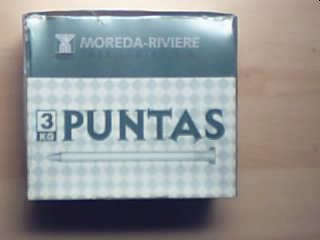 MOREDA-RIVIERE
3
KG
PUNTAS